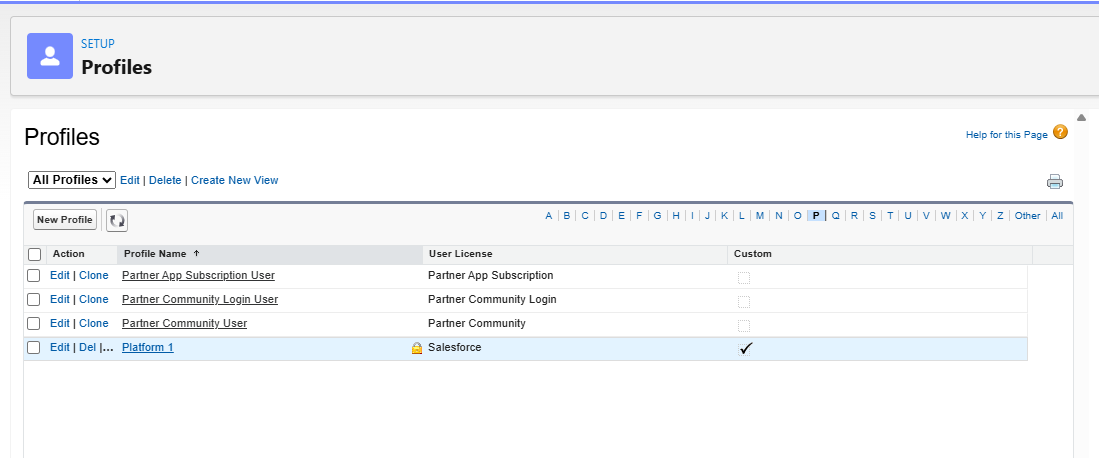 SETUP
Profiles
Profiles
Help for this Page ?
All Profiles Edit | Delete | Create New View
New Profile A | B | C | D | E | F | G | H | I | J | K | L | M | N | O | P | Q | R | S | T | U | V | W | X | Y | Z | Other | All
Action Profile Name ↑ User License Custom
Edit | Clone Partner App Subscription User Partner App Subscription
Edit | Clone Partner Community Login User Partner Community Login
Edit | Clone Partner Community User Partner Community
Edit | Del |... Platform 1 Salesforce